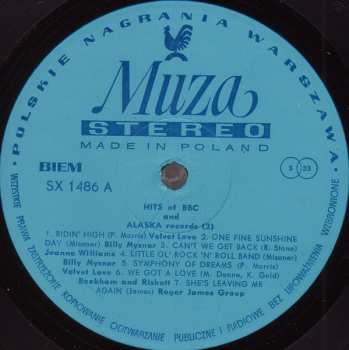 • POLSKIE NAGRANIA WARSZAWA •
Muza
STEREO
MADE IN POLAND
BIEM
SX 1486 A
S 33
HITS of BBC
and
ALASKA records (2)
1. RIDIN' HIGH (P. Morris) Velvet Love 2. ONE FINE SUNSHINE
DAY (Misener) Billy Mysner 3. CAN'T WE GET BACK (R. Stone)
Joanne Williams 4. LITTLE OL' ROCK 'N' ROLL BAND (Misener)
Billy Mysner 5. SYMPHONY OF DREAMS (P. Morris)
Velvet Love 6. WE GOT A LOVE (M. Denne, K. Gold)
Beckham and Riskett 7. SHE'S LEAVING ME
AGAIN (James) Roger James Group
WSZELKIE PRAWA ZASTRZEŻONE KOPIOWANIE ODTWARZANIE PUBLICZNE I RADIOWE BEZ UPOWAŻNIENIA WZBRONIONE